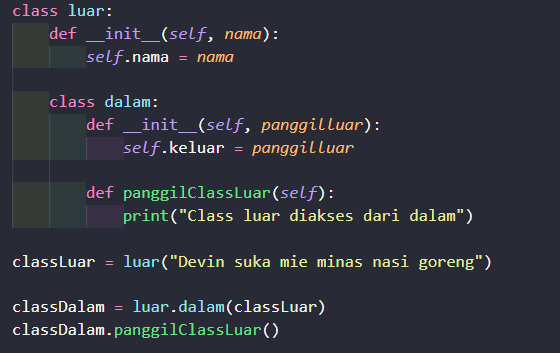 class luar:
    def __init__(self, nama):
        self.nama = nama
    class dalam:
        def __init__(self, panggilluar):
            self.keluar = panggilluar
        def panggilClassLuar(self):
            print("Class luar diakses dari dalam")
classLuar = luar("Devin suka mie minas nasi goreng")
classDalam = luar.dalam(classLuar)
classDalam.panggilClassLuar()